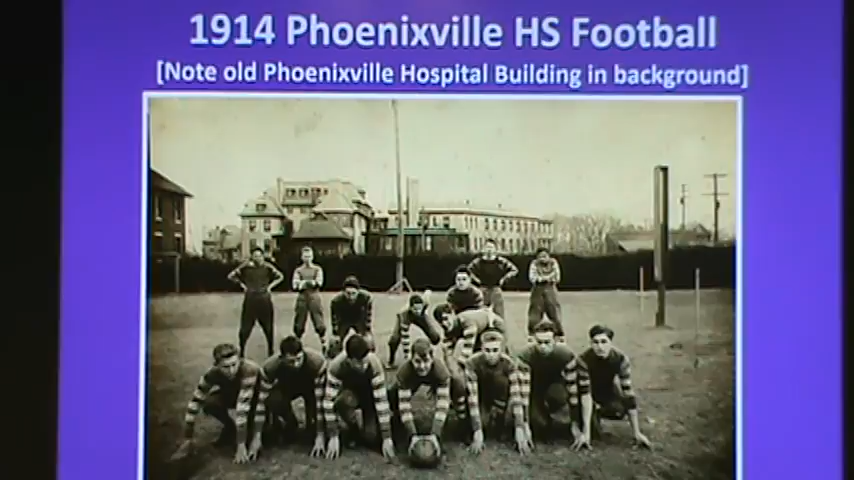 1914 Phoenixville HS Football
[Note old Phoenixville Hospital Building in background]